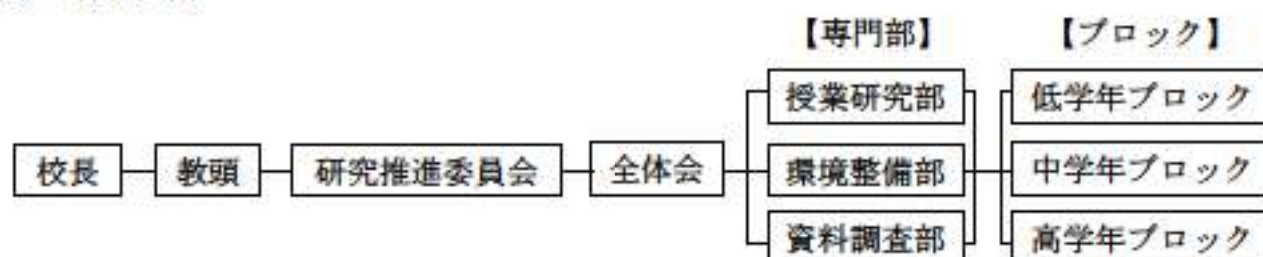 【専門部】 【ブロック】
授業研究部 低学年ブロック
校長 教頭 研究推進委員会 全体会 環境整備部 中学年ブロック
資料調査部 高学年ブロック